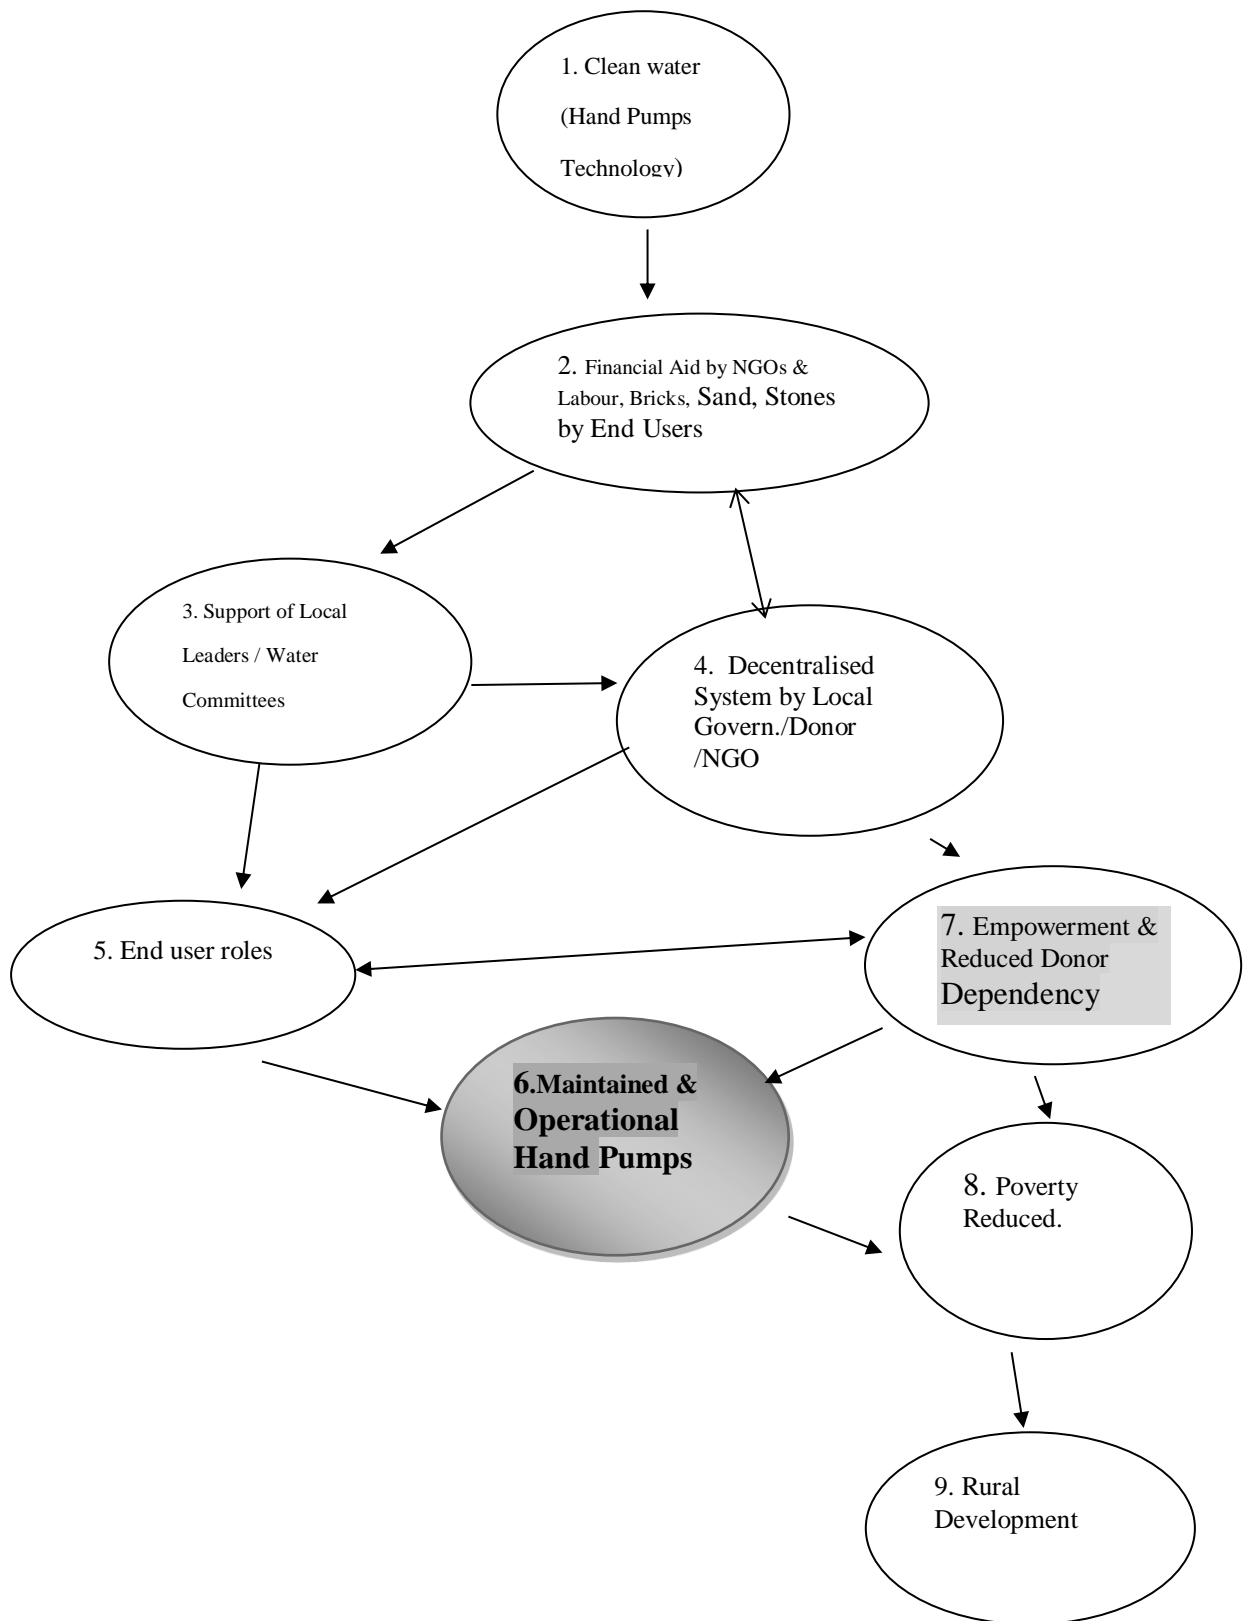 1. Clean water
(Hand Pumps
Technology)
2. Financial Aid by NGOs &
Labour, Bricks, Sand, Stones
by End Users
3. Support of Local
Leaders / Water
Committees
4. Decentralised
System by Local
Govern./Donor
/NGO
5. End user roles
7. Empowerment &
Reduced Donor
Dependency
6.Maintained &
Operational
Hand Pumps
8. Poverty
Reduced.
9. Rural
Development